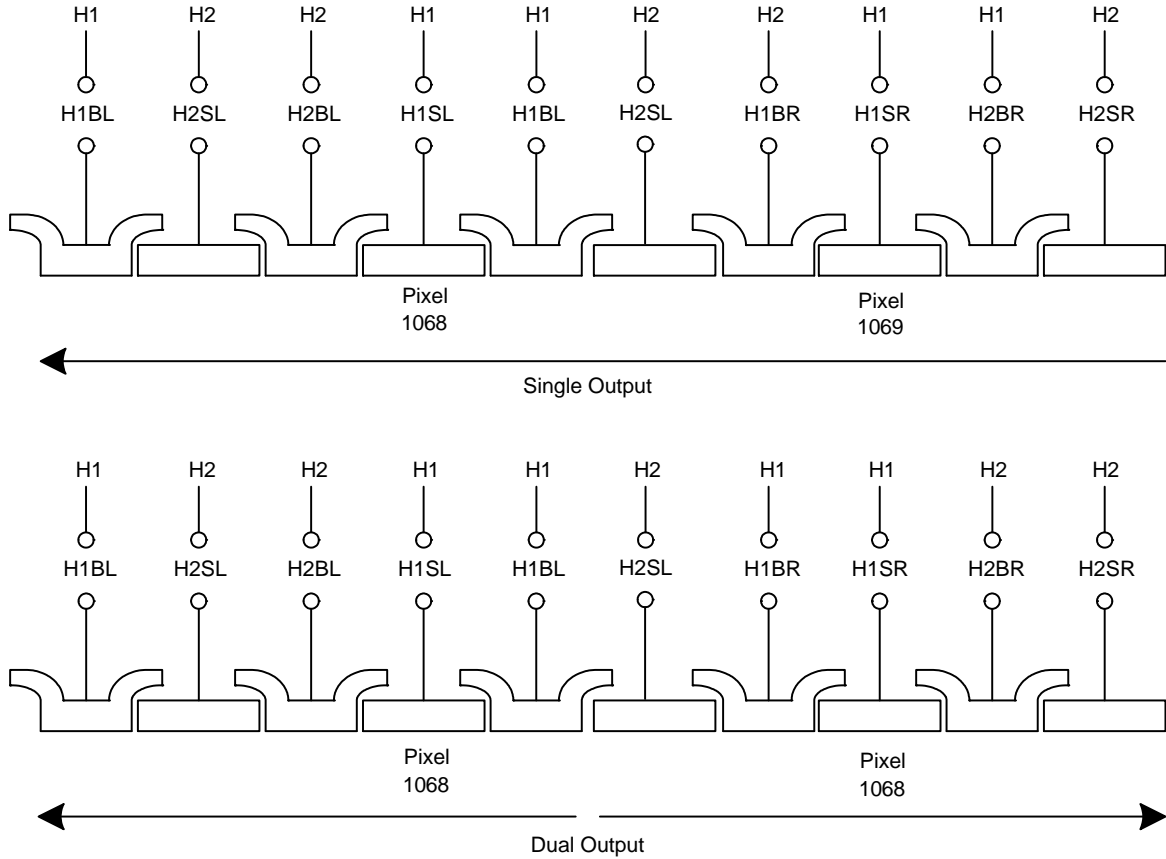 H1 H2 H2 H1 H1 H2 H2 H1 H1 H2
H1BL H2SL H2BL H1SL H1BL H2SL H1BR H1SR H2BR H2SR
Pixel Pixel
1068 1069
Single Output
H1 H2 H2 H1 H1 H2 H1 H1 H2 H2
H1BL H2SL H2BL H1SL H1BL H2SL H1BR H1SR H2BR H2SR
Pixel Pixel
1068 1068
Dual Output